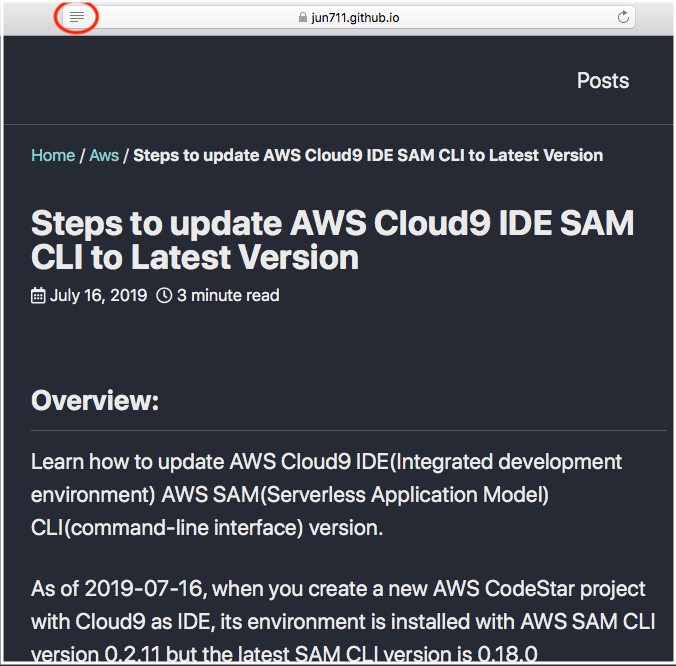 jun711.github.io
Posts
Home / Aws / Steps to update AWS Cloud9 IDE SAM CLI to Latest Version
Steps to update AWS Cloud9 IDE SAM
CLI to Latest Version
July 16, 2019 3 minute read
Overview:
Learn how to update AWS Cloud9 IDE(Integrated development
environment) AWS SAM(Serverless Application Model)
CLI(command-line interface) version.
As of 2019-07-16, when you create a new AWS CodeStar project
with Cloud9 as IDE, its environment is installed with AWS SAM CLI
version 0.2.11 but the latest SAM CLI version is 0.18.0